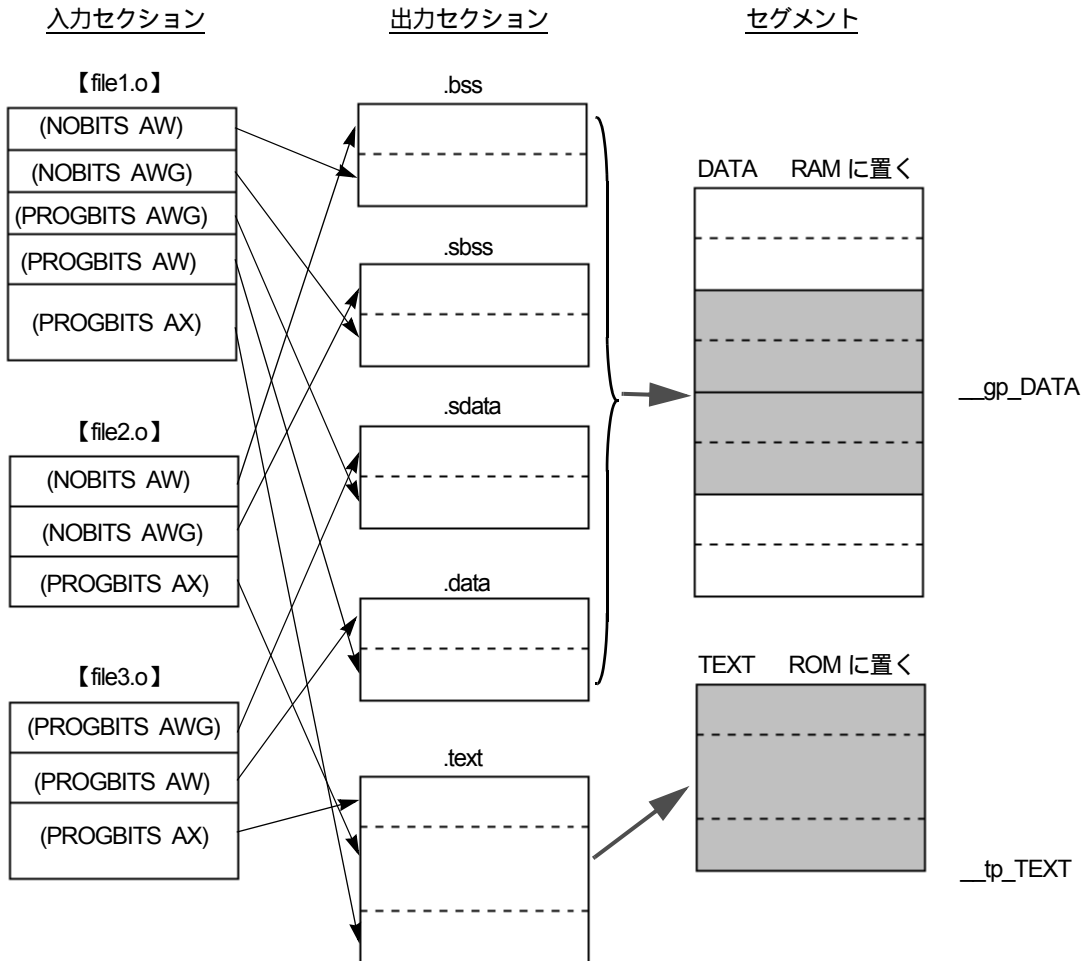 入力セクション
出力セクション
セグメント
【file1.o】
(NOBITS AW)
(NOBITS AWG)
(PROGBITS AWG)
(PROGBITS AW)
(PROGBITS AX)
【file2.o】
(NOBITS AW)
(NOBITS AWG)
(PROGBITS AX)
【file3.o】
(PROGBITS AWG)
(PROGBITS AW)
(PROGBITS AX)
.bss
.sbss
.sdata
.data
.text
DATA RAM に置く
__gp_DATA
TEXT ROM に置く
__tp_TEXT